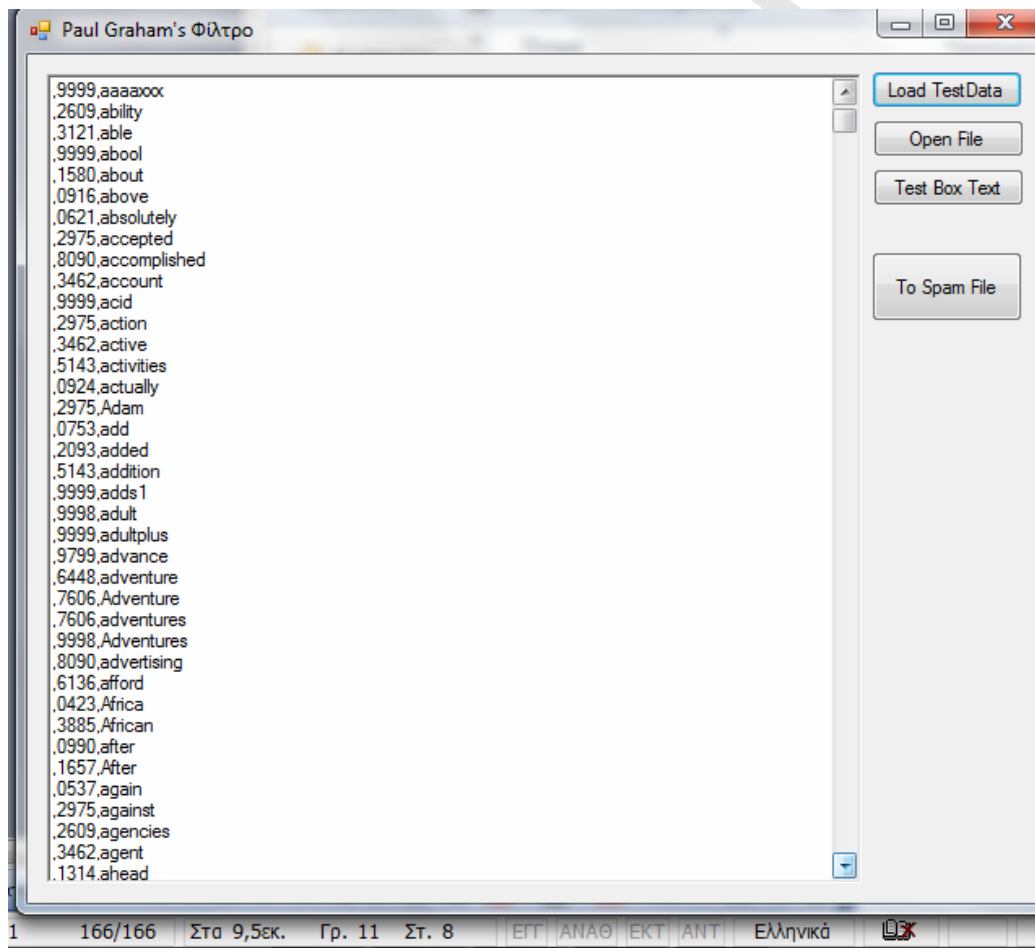 Paul Graham's Φίλτρο
,9999,aaaaxxx
,2609,ability
,3121,able
,9999,abool
,1580,about
,0916,above
,0621,absolutely
,2975,accepted
,8090,accomplished
,3462,account
,9999,acid
,2975,action
,3462,active
,5143,activities
,0924,actually
,2975,Adam
,0753,add
,2093,added
,5143,addition
,9999,adds1
,9998,adult
,9999,adultplus
,9799,advance
,6448,adventure
,7606,Adventure
,7606,adventures
,9998,Adventures
,8090,advertising
,6136,afford
,0423,Africa
,3885,African
,0990,after
,1657,After
,0537,again
,2975,against
,2609,agencies
,3462,agent
,1314,ahead
Load TestData
Open File
Test Box Text
To Spam File
1 166/166 Στα 9,5εκ. Γρ. 11 Στ. 8 ΕΓΓ ΑΝΑΘ ΕΚΤ ΑΝΤ Ελληνικά